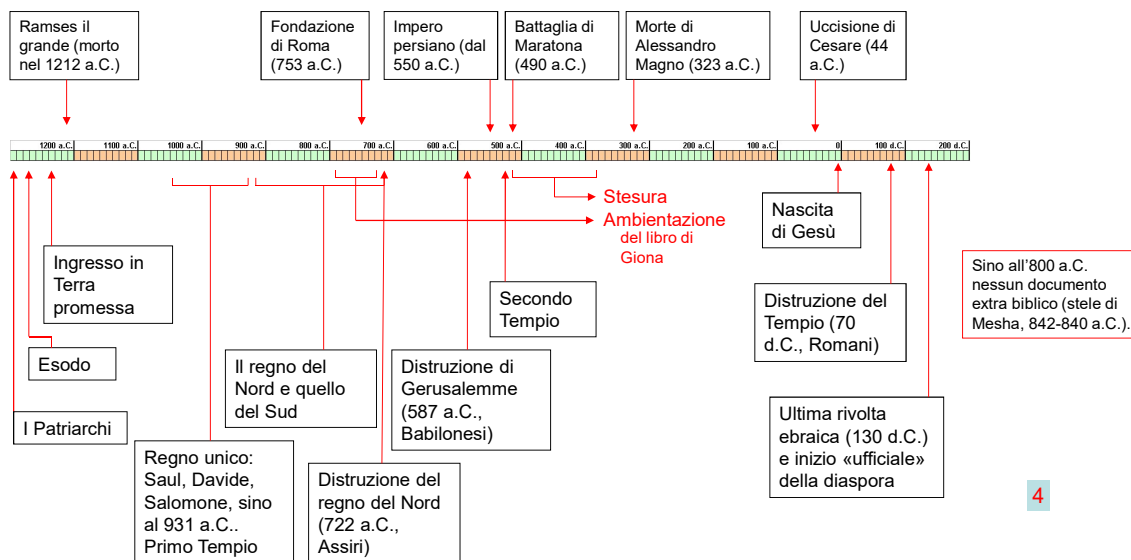 Ramses il
grande (morto
nel 1212 a.C.)
Fondazione
di Roma
(753 a.C.)
Impero
persiano (dal
550 a.C.)
Battaglia di
Maratona
(490 a.C.)
Morte di
Alessandro
Magno (323 a.C.)
Uccisione di
Cesare (44
a.C.)
1200 a.C. 1100 a.C. 1000 a.C. 900 a.C. 800 a.C. 700 a.C. 600 a.C. 500 a.C. 400 a.C. 300 a.C. 200 a.C. 100 a.C. 0 100 d.C. 200 d.C.
Stesura
Ambientazione
del libro di
Giona
Nascita
di Gesù
Ingresso in
Terra
promessa
Secondo
Tempio
Sino all’800 a.C.
nessun documento
extra biblico (stele di
Mesha, 842-840 a.C.).
Distruzione del
Tempio (70
d.C., Romani)
Esodo
Il regno del
Nord e quello
del Sud
Distruzione di
Gerusalemme
(587 a.C.,
Babilonesi)
I Patriarchi
Ultima rivolta
ebraica (130 d.C.)
e inizio «ufficiale»
della diaspora
Regno unico:
Saul, Davide,
Salomone, sino
al 931 a.C..
Primo Tempio
Distruzione del
regno del Nord
(722 a.C.,
Assiri)
4